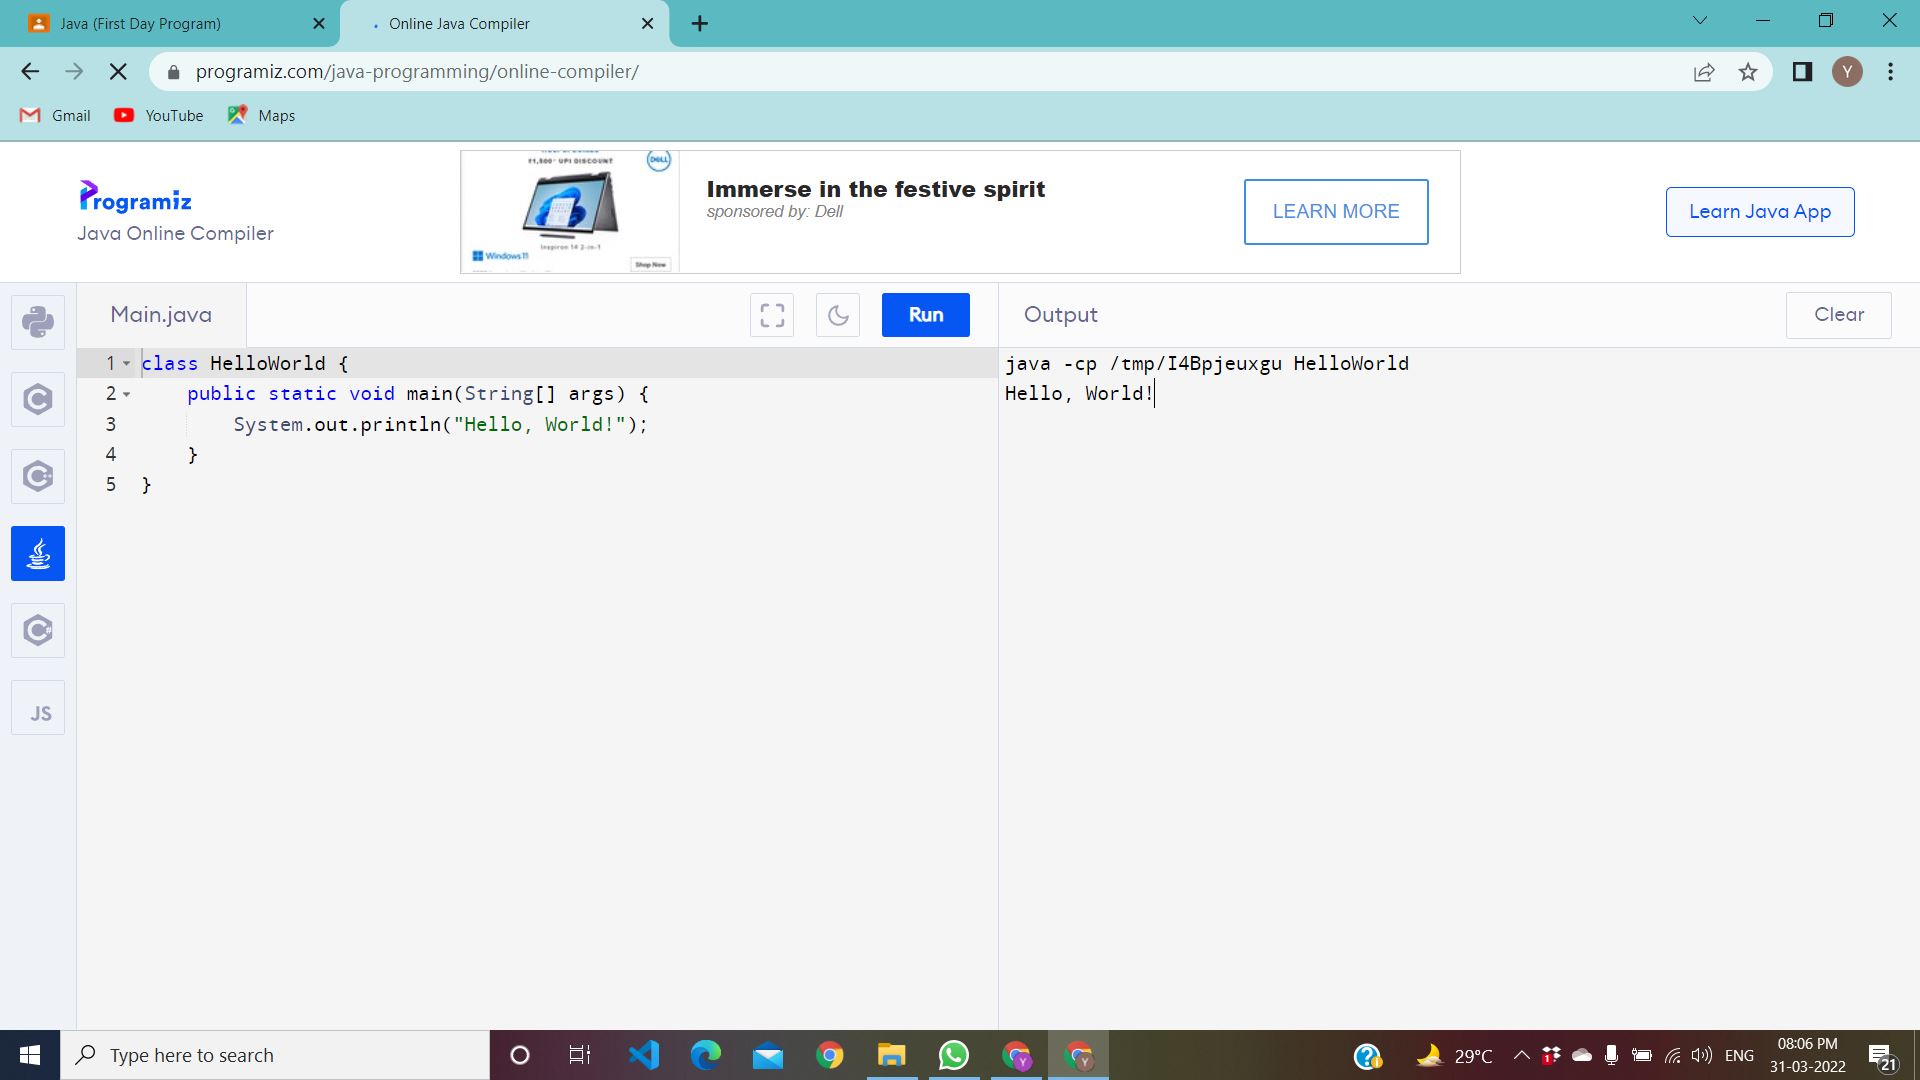 Java (First Day Program)
Online Java Compiler
programiz.com/java-programming/online-compiler/
Y
Gmail
YouTube
Maps
Programiz
Java Online Compiler
₹1,500* UPI DISCOUNT
DELL
Inspiron 14 2-in-1
Windows 11
Shop Now
Immerse in the festive spirit
sponsored by: Dell
LEARN MORE
Learn Java App
Main.java
Run
Output
Clear
1 class HelloWorld {
2     public static void main(String[] args) {
3         System.out.println("Hello, World!");
4     }
5 }
java -cp /tmp/I4Bpjeuxgu HelloWorld
Hello, World!
C
C++
C#
JS
Type here to search
Y
Y
29°C
1
ENG
08:06 PM
31-03-2022
21